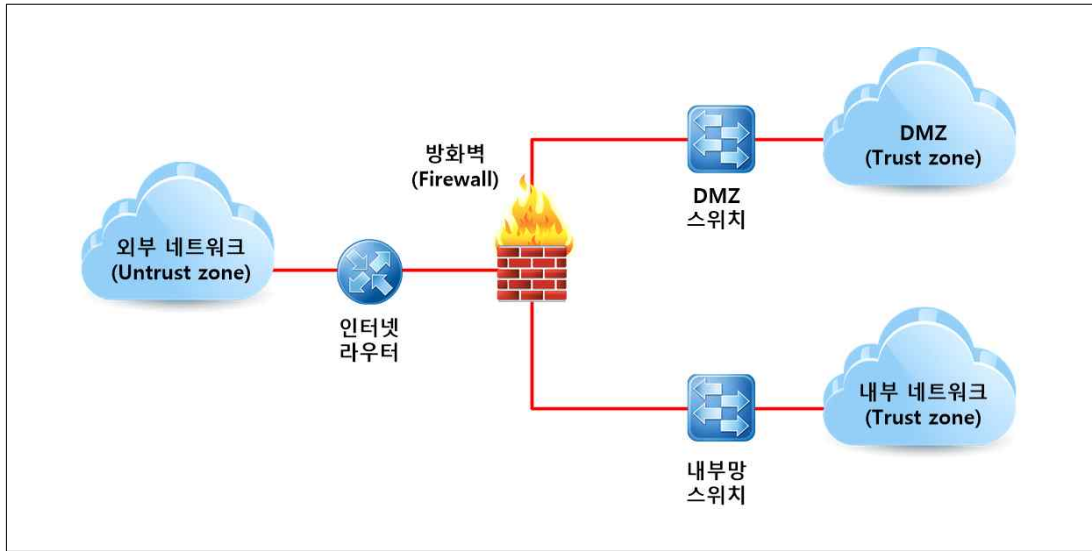 외부 네트워크
(Untrust zone)
인터넷
라우터
방화벽
(Firewall)
DMZ
스위치
DMZ
(Trust zone)
내부망
스위치
내부 네트워크
(Trust zone)